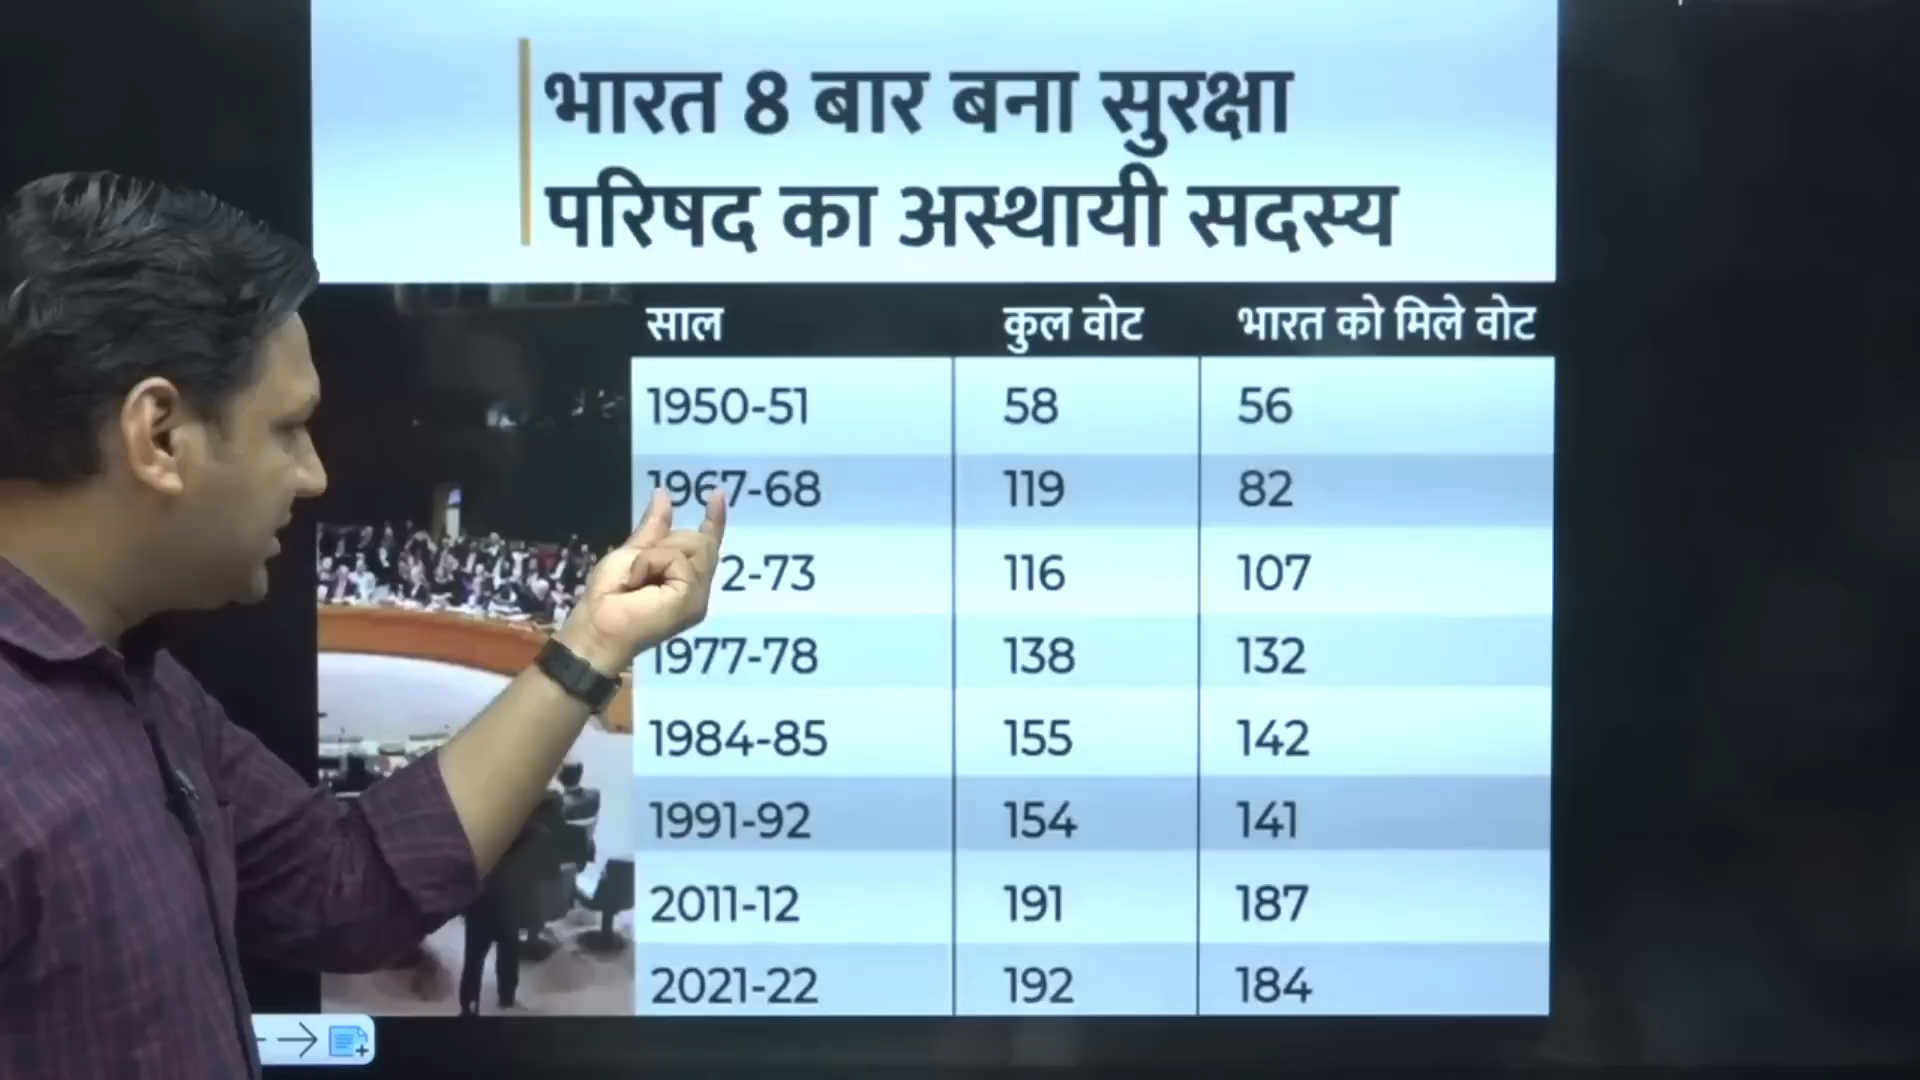 भारत 8 बार बना सुरक्षा
परिषद का अस्थायी सदस्य
साल कुल वोट भारत को मिले वोट
1950-51 58 56
1967-68 119 82
2-73 116 107
1977-78 138 132
1984-85 155 142
1991-92 154 141
2011-12 191 187
2021-22 192 184